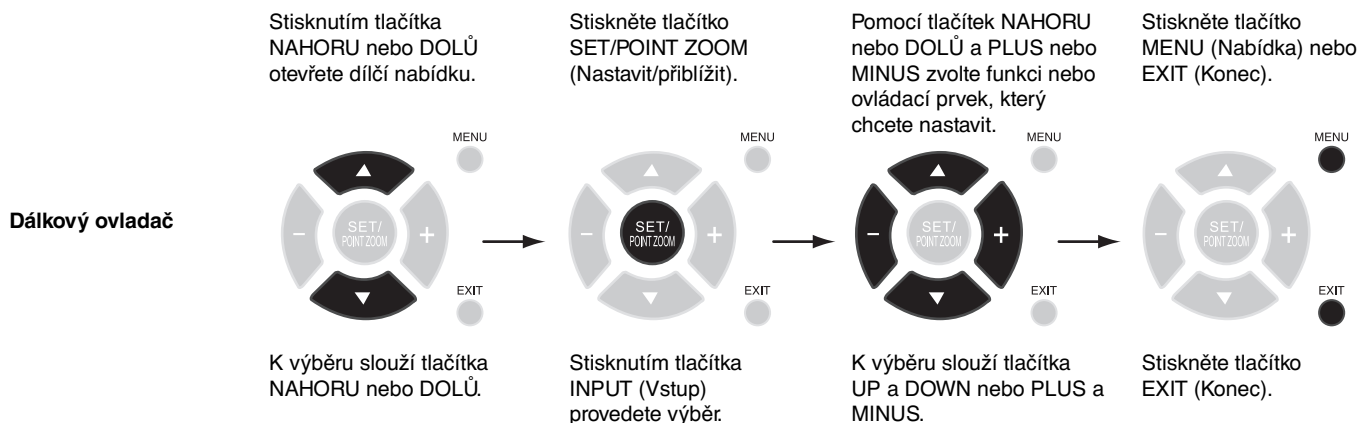 Stisknutím tlačítka
NAHORU nebo DOLŮ
otevřete dílčí nabídku.
Stiskněte tlačítko
SET/POINT ZOOM
(Nastavit/přiblížit).
Pomocí tlačítek NAHORU
nebo DOLŮ a PLUS nebo
MINUS zvolte funkci nebo
ovládací prvek, který
chcete nastavit.
Stiskněte tlačítko
MENU (Nabídka) nebo
EXIT (Konec).
Dálkový ovladač
MENU
-
SET/
POINT ZOOM
+
EXIT
MENU
-
SET/
POINT ZOOM
+
EXIT
MENU
-
SET/
POINT ZOOM
+
EXIT
MENU
-
SET/
POINT ZOOM
+
EXIT
K výběru slouží tlačítka
NAHORU nebo DOLŮ.
Stisknutím tlačítka
INPUT (Vstup)
provedete výběr.
K výběru slouží tlačítka
UP a DOWN nebo PLUS a
MINUS.
Stiskněte tlačítko
EXIT (Konec).